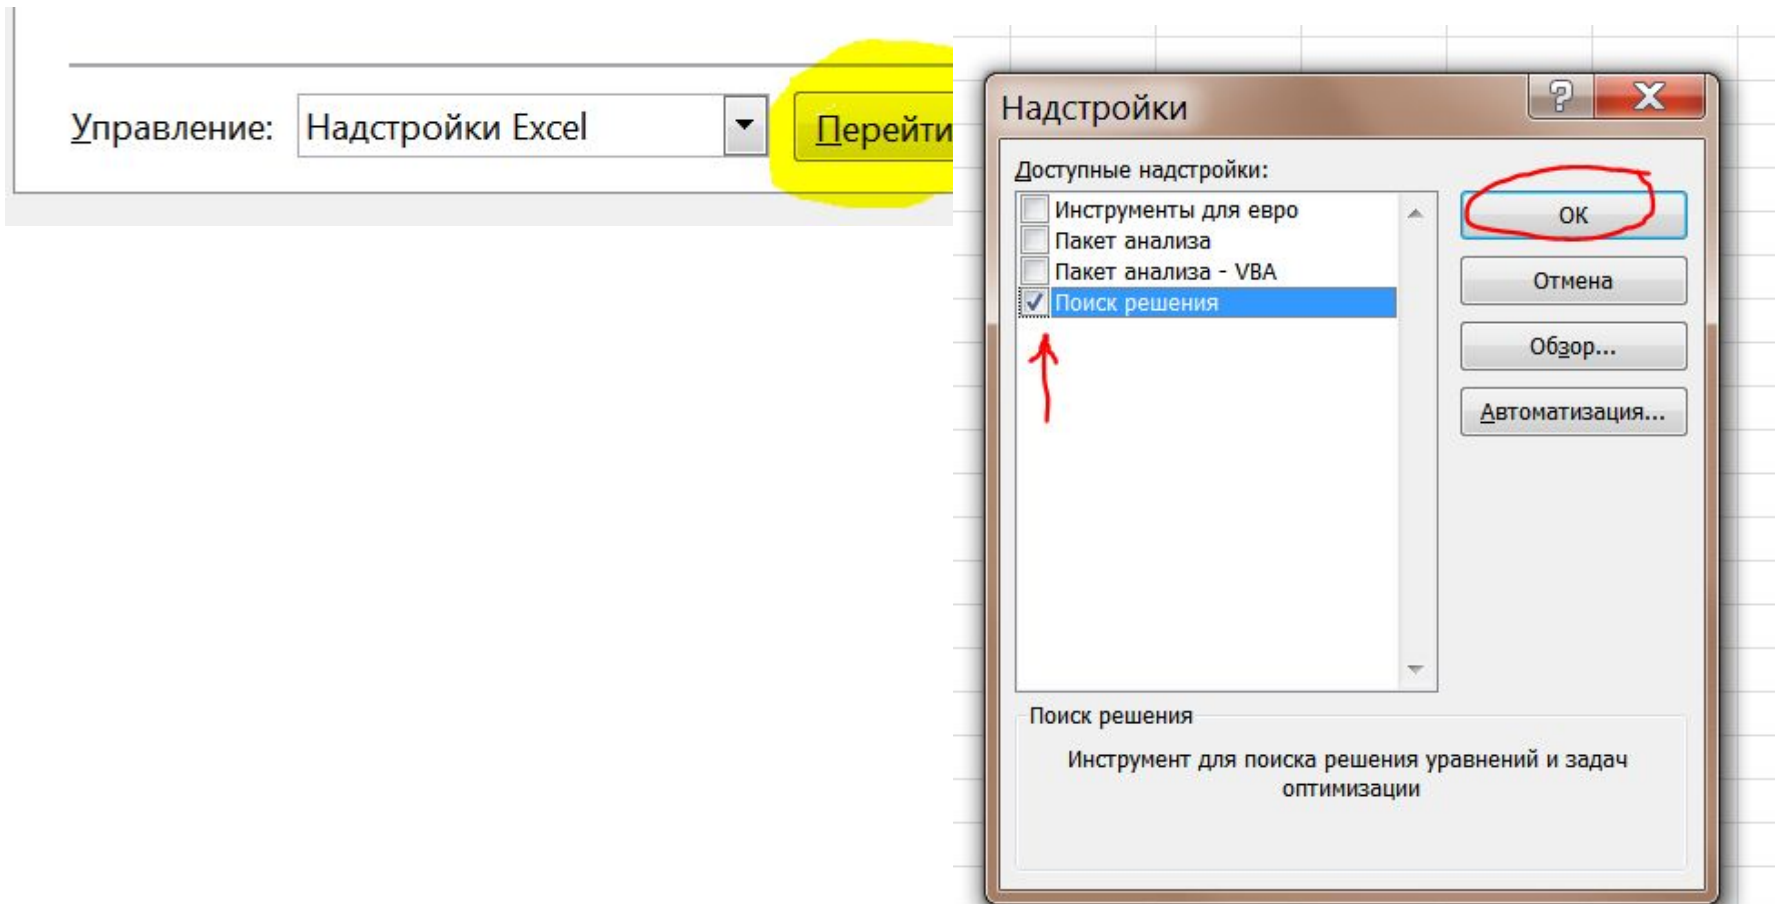 Управление: Надстройки Excel Перейти
Надстройки
Доступные надстройки:
Инструменты для евро
Пакет анализа
Пакет анализа - VBA
Поиск решения
ОК
Отмена
Обзор...
Автоматизация...
Поиск решения
Инструмент для поиска решения уравнений и задач
оптимизации